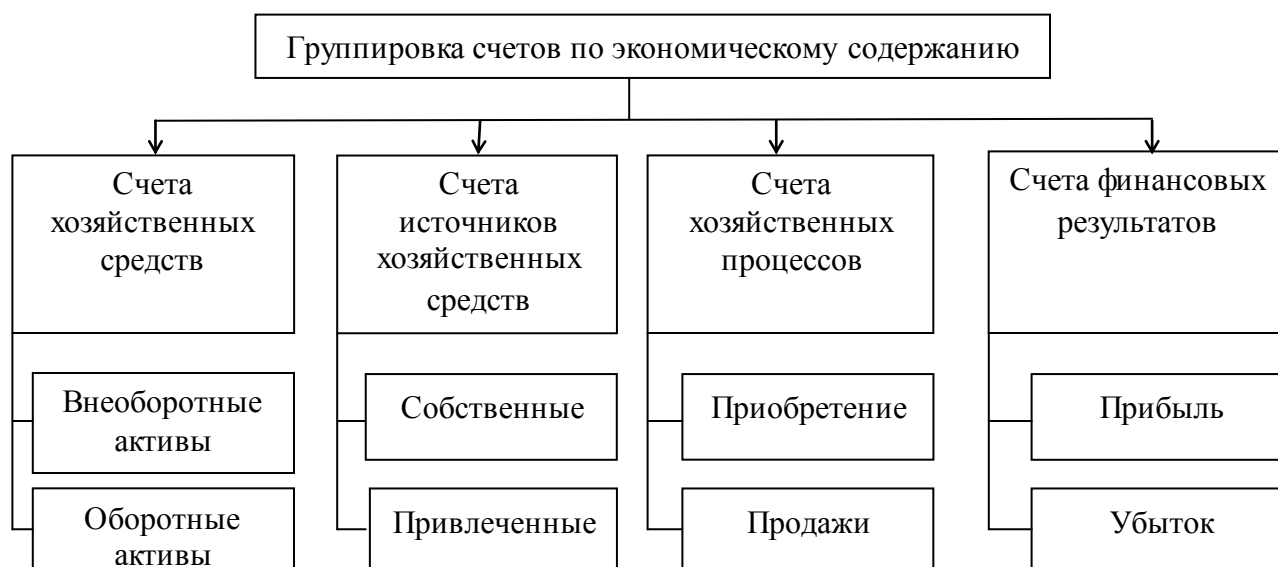 Группировка счетов по экономическому содержанию
Счета
хозяйственных
средств
Счета
источников
хозяйственных
средств
Счета
хозяйственных
процессов
Счета финансовых
результатов
Внеоборотные
активы
Собственные
Приобретение
Прибыль
Оборотные
активы
Привлеченные
Продажи
Убыток